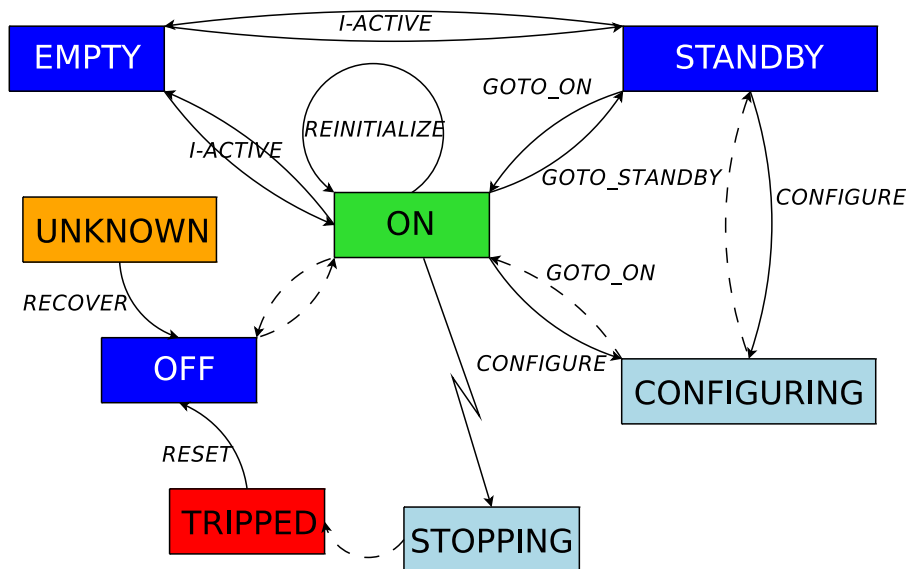 I-ACTIVE
EMPTY
STANDBY
GOTO_ON
REINITIALIZE
I-ACTIVE
GOTO_STANDBY
CONFIGURE
UNKNOWN
ON
GOTO_ON
RECOVER
OFF
CONFIGURE
CONFIGURING
RESET
TRIPPED
STOPPING